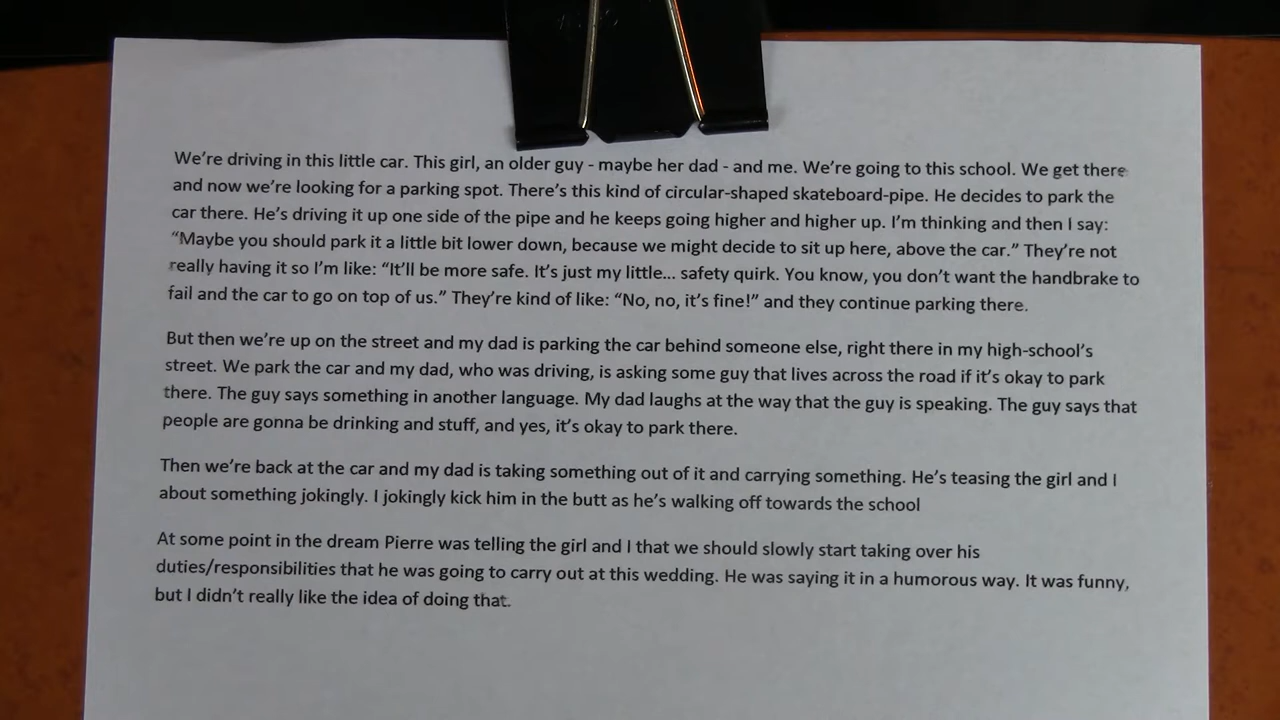 We're driving in this little car. This girl, an older guy - maybe her dad - and me. We're going to this school. We get there
and now we're looking for a parking spot. There's this kind of circular-shaped skateboard-pipe. He decides to park the
car there. He's driving it up one side of the pipe and he keeps going higher and higher up. I'm thinking and then I say:
“Maybe you should park it a little bit lower down, because we might decide to sit up here, above the car.” They're not
really having it so I'm like: “It'll be more safe. It's just my little... safety quirk. You know, you don't want the handbrake to
fail and the car to go on top of us.” They're kind of like: “No, no, it's fine!” and they continue parking there.
But then we're up on the street and my dad is parking the car behind someone else, right there in my high-school's
street. We park the car and my dad, who was driving, is asking some guy that lives across the road if it's okay to park
there. The guy says something in another language. My dad laughs at the way that the guy is speaking. The guy says that
people are gonna be drinking and stuff, and yes, it's okay to park there.
Then we're back at the car and my dad is taking something out of it and carrying something. He's teasing the girl and I
about something jokingly. I jokingly kick him in the butt as he's walking off towards the school
At some point in the dream Pierre was telling the girl and I that we should slowly start taking over his
duties/responsibilities that he was going to carry out at this wedding. He was saying it in a humorous way. It was funny,
but I didn't really like the idea of doing that.